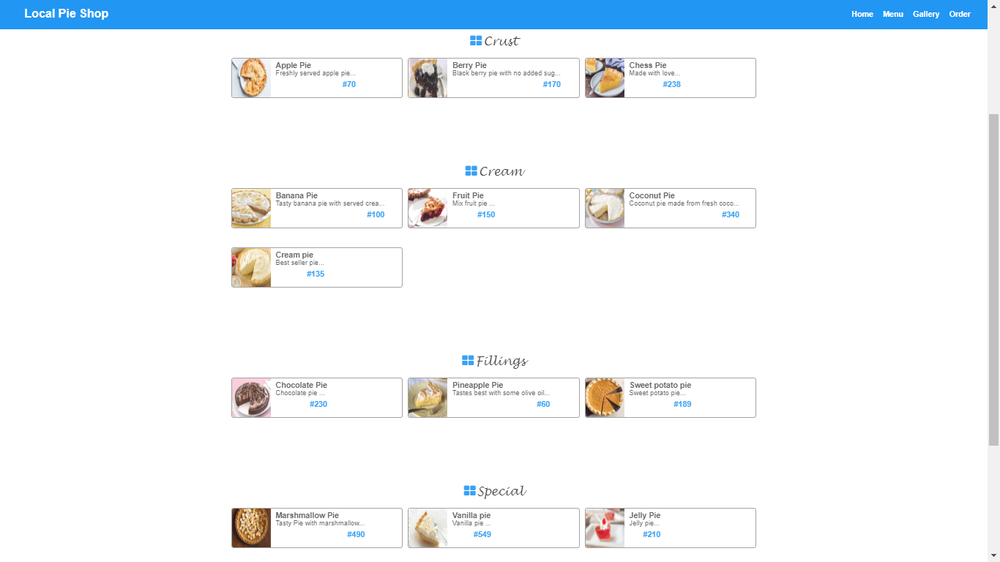 Local Pie Shop
Home Menu Gallery Order
Crust
Apple Pie
Freshly served apple pie...
#70
Berry Pie
Black berry pie with no added sug...
#170
Chess Pie
Made with love...
#238
Cream
Banana Pie
Tasty banana pie with served crea...
#100
Fruit Pie
Mix fruit pie ...
#150
Coconut Pie
Coconut pie made from fresh coco...
#340
Cream pie
Best seller pie...
#135
Fillings
Chocolate Pie
Chocolate pie ...
#230
Pineapple Pie
Tastes best with some olive oil...
#60
Sweet potato pie
Sweet potato pie...
#189
Special
Marshmallow Pie
Tasty Pie with marshmallow...
#490
Vanilla pie
Vanilla pie ...
#549
Jelly Pie
Jelly pie...
#210